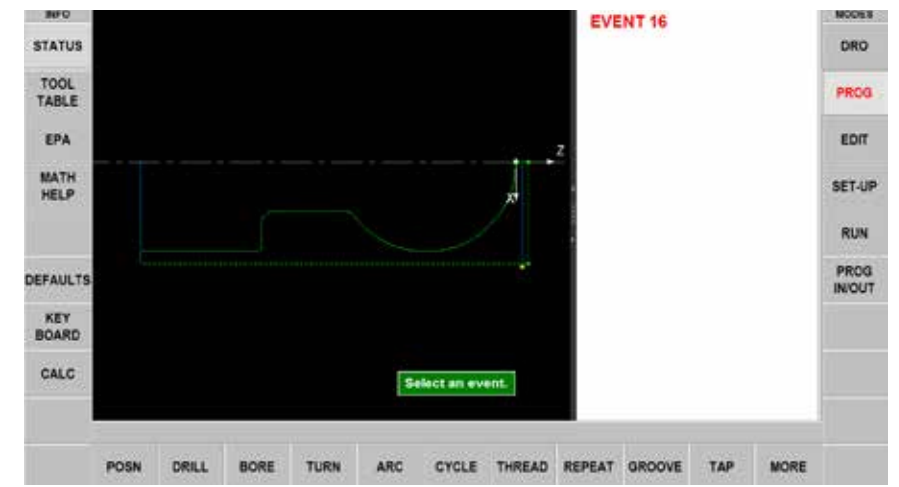 INFO
STATUS
TOOL
TABLE
EPA
MATH
HELP
DEFAULTS
KEY
BOARD
CALC
Z
X
Select an event.
EVENT 16
MODES
DRO
PROG
EDIT
SET-UP
RUN
PROG
IN/OUT
POSN DRILL BORE TURN ARC CYCLE THREAD REPEAT GROOVE TAP MORE